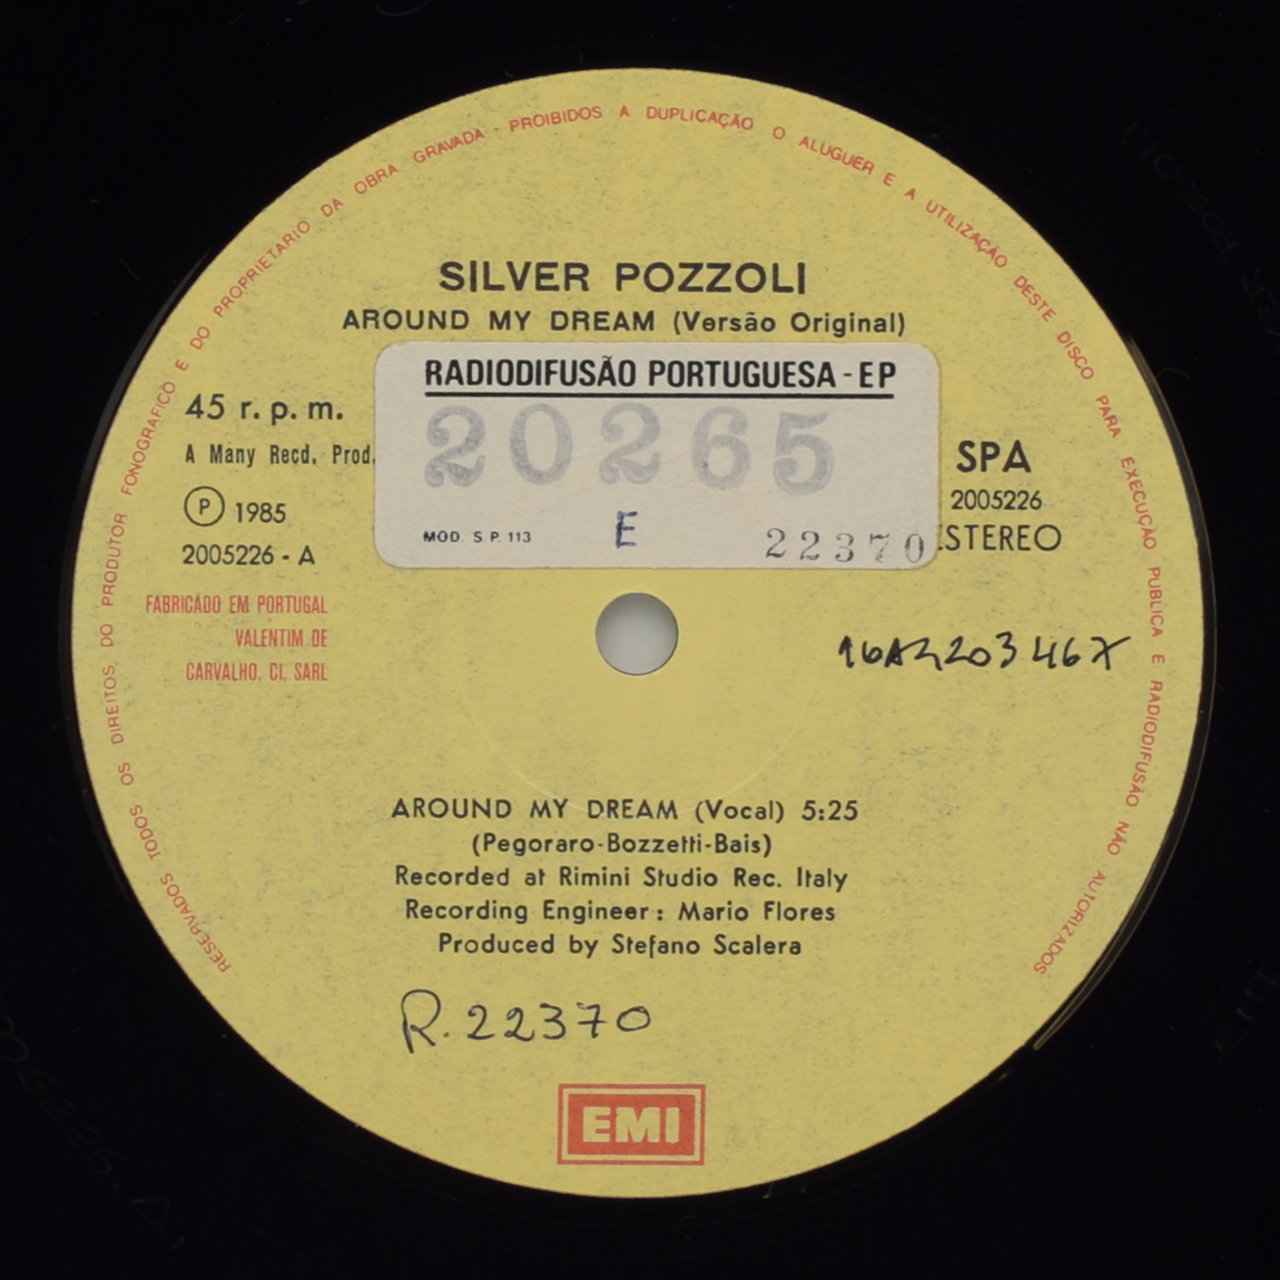 RESERVADOS TODOS OS DIREITOS DO PRODUTOR FONOGRAFICO E DO PROPRIETARIO DA OBRA GRAVADA - PROIBIDOS A DUPLICAÇÃO O ALUGUER E A UTILIZAÇÃO DESTE DISCO PARA EXECUÇÃO PUBLICA E RADIODIFUSÃO NÃO AUTORIZADOS
SILVER POZZOLI
AROUND MY DREAM (Versão Original)
RADIODIFUSÃO PORTUGUESA - EP
20265
MOD. S.P. 113 E 22370
45 r.p.m.
A Many Recd. Prod.
Ⓟ 1985
2005226 - A
SPA
2005226
ESTEREO
FABRICADO EM PORTUGAL
VALENTIM DE
CARVALHO, CI, SARL
AROUND MY DREAM (Vocal) 5:25
(Pegoraro-Bozzetti-Bais)
Recorded at Rimini Studio Rec. Italy
Recording Engineer: Mario Flores
Produced by Stefano Scalera
R. 22370
EMI